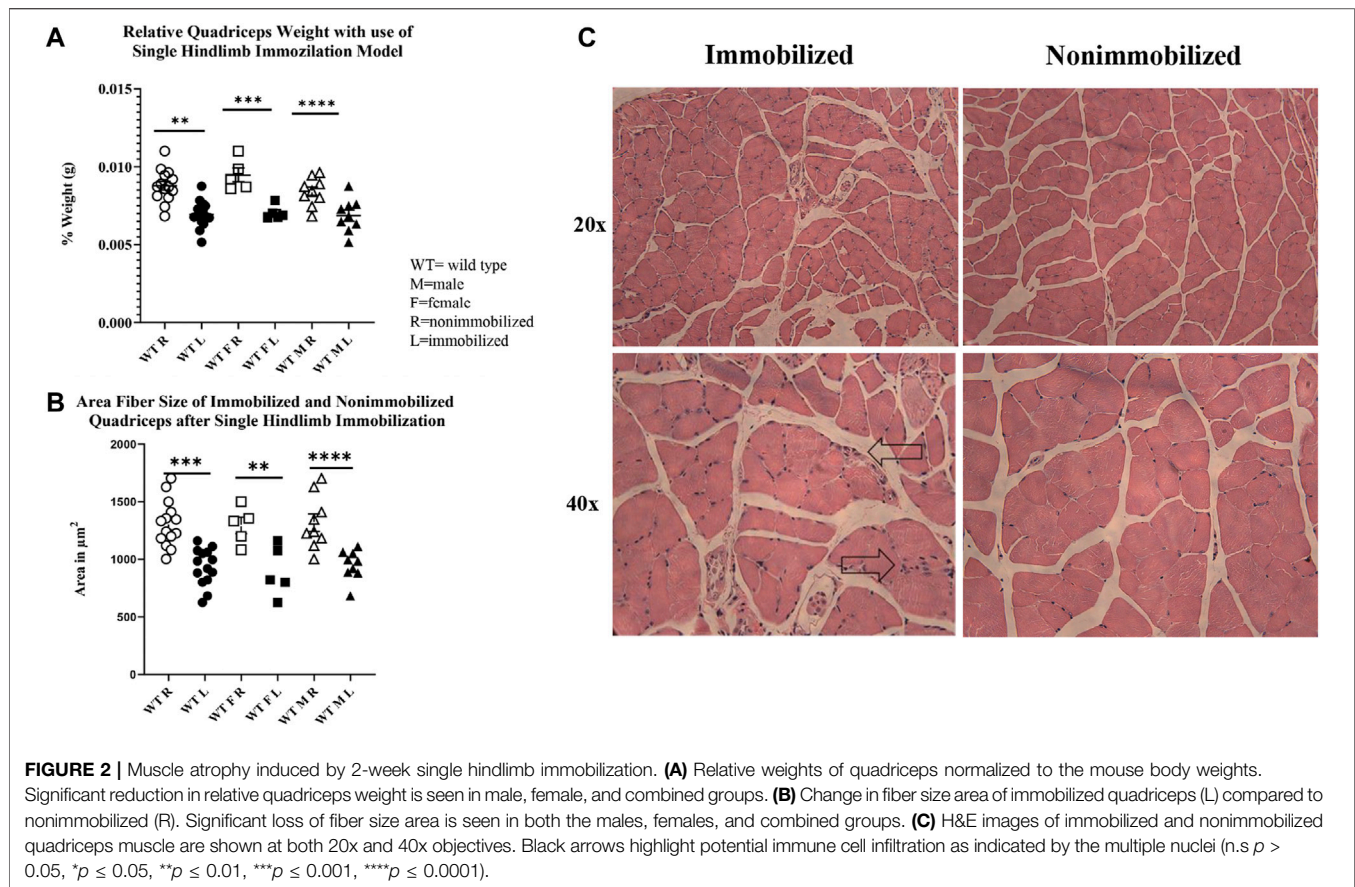 A
Relative Quadriceps Weight with use of
Single Hindlimb Immozilation Model
% Weight (g)
0.015
0.010
0.005
0.000
**
***
****
WT R
WT L
WT F R
WT F L
WT M R
WT M L
WT= wild type
M=male
F=female
R=nonimmobilized
L=immobilized
B
Area Fiber Size of Immobilized and Nonimmobilized
Quadriceps after Single Hindlimb Immobilization
Area in µm²
2000
1500
1000
500
0
***
**
****
WT R
WT L
WT F R
WT F L
WT M R
WT M L
C
Immobilized
Nonimmobilized
20x
40x
FIGURE 2 | Muscle atrophy induced by 2-week single hindlimb immobilization. (A) Relative weights of quadriceps normalized to the mouse body weights.
Significant reduction in relative quadriceps weight is seen in male, female, and combined groups. (B) Change in fiber size area of immobilized quadriceps (L) compared to
nonimmobilized (R). Significant loss of fiber size area is seen in both the males, females, and combined groups. (C) H&E images of immobilized and nonimmobilized
quadriceps muscle are shown at both 20x and 40x objectives. Black arrows highlight potential immune cell infiltration as indicated by the multiple nuclei (n.s p >
0.05, *p ≤ 0.05, **p ≤ 0.01, ***p ≤ 0.001, ****p ≤ 0.0001).